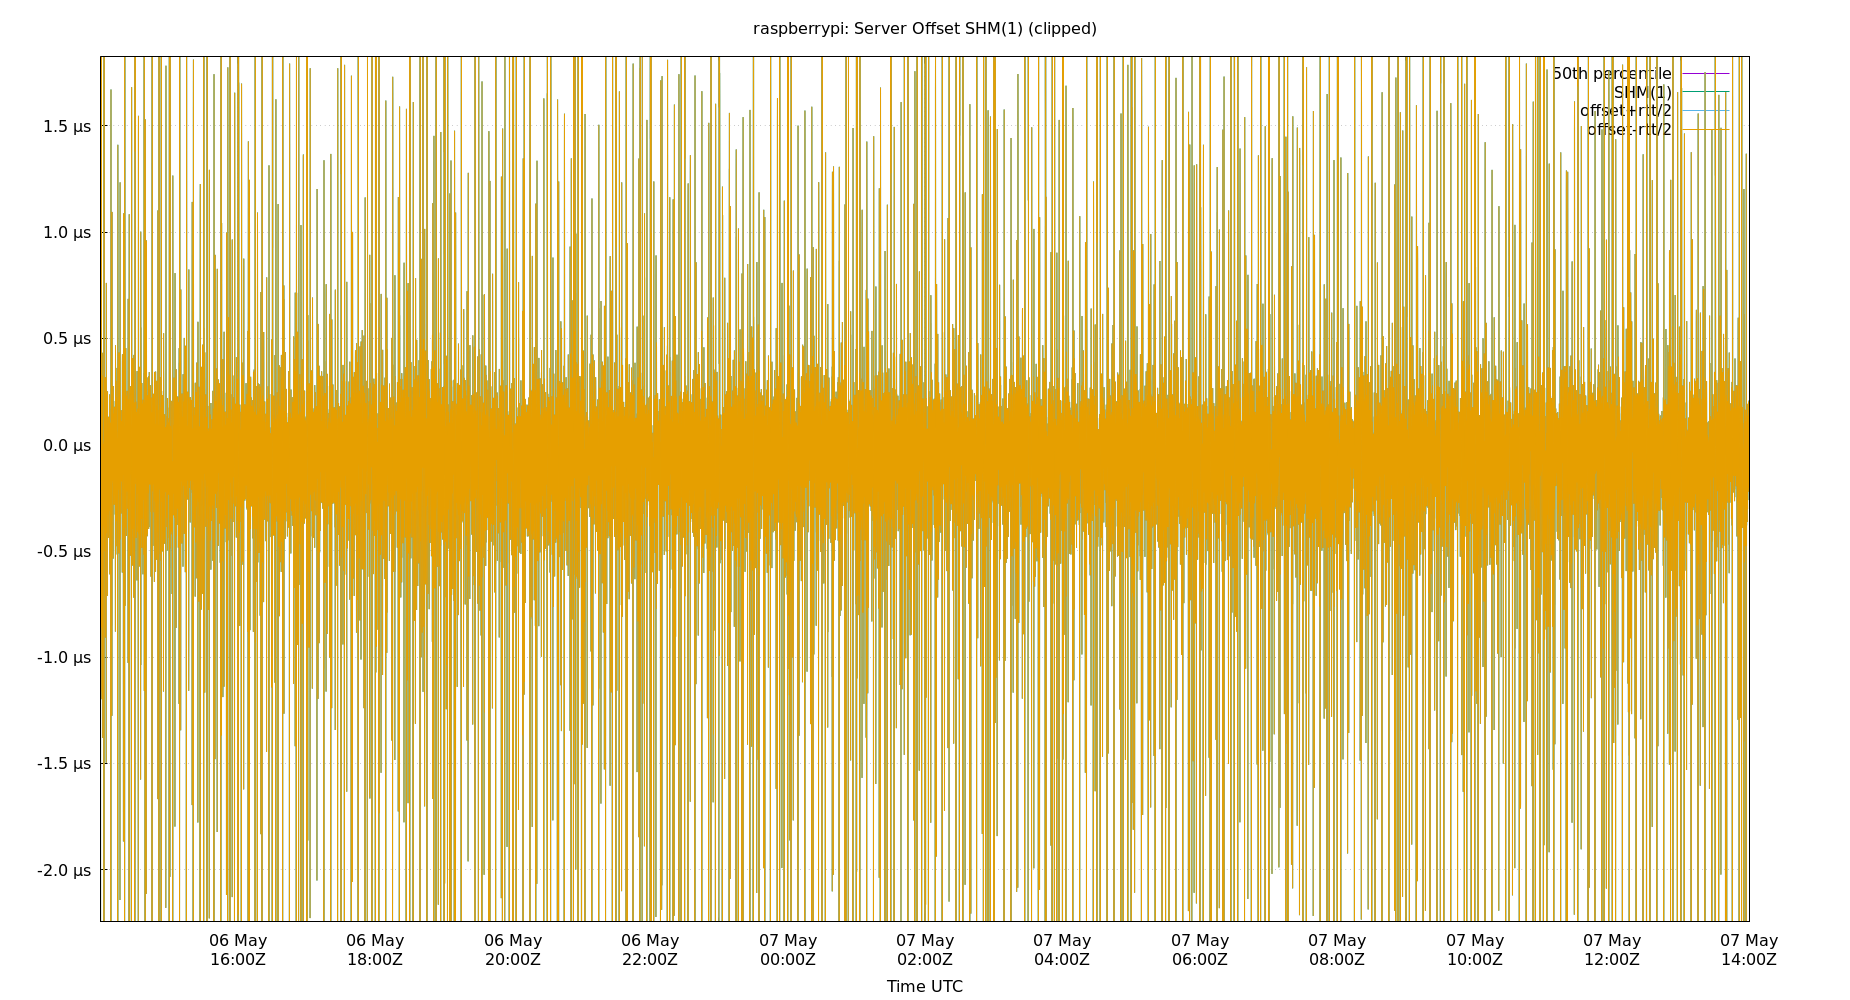 raspberrypi: Server Offset SHM(1) (clipped)
50th percentile
SHM(1)
offset+rtt/2
offset-rtt/2
1.5 µs
1.0 µs
0.5 µs
0.0 µs
-0.5 µs
-1.0 µs
-1.5 µs
-2.0 µs
06 May 06 May 06 May 06 May 07 May 07 May 07 May 07 May 07 May 07 May 07 May 07 May
16:00Z 18:00Z 20:00Z 22:00Z 00:00Z 02:00Z 04:00Z 06:00Z 08:00Z 10:00Z 12:00Z 14:00Z
Time UTC